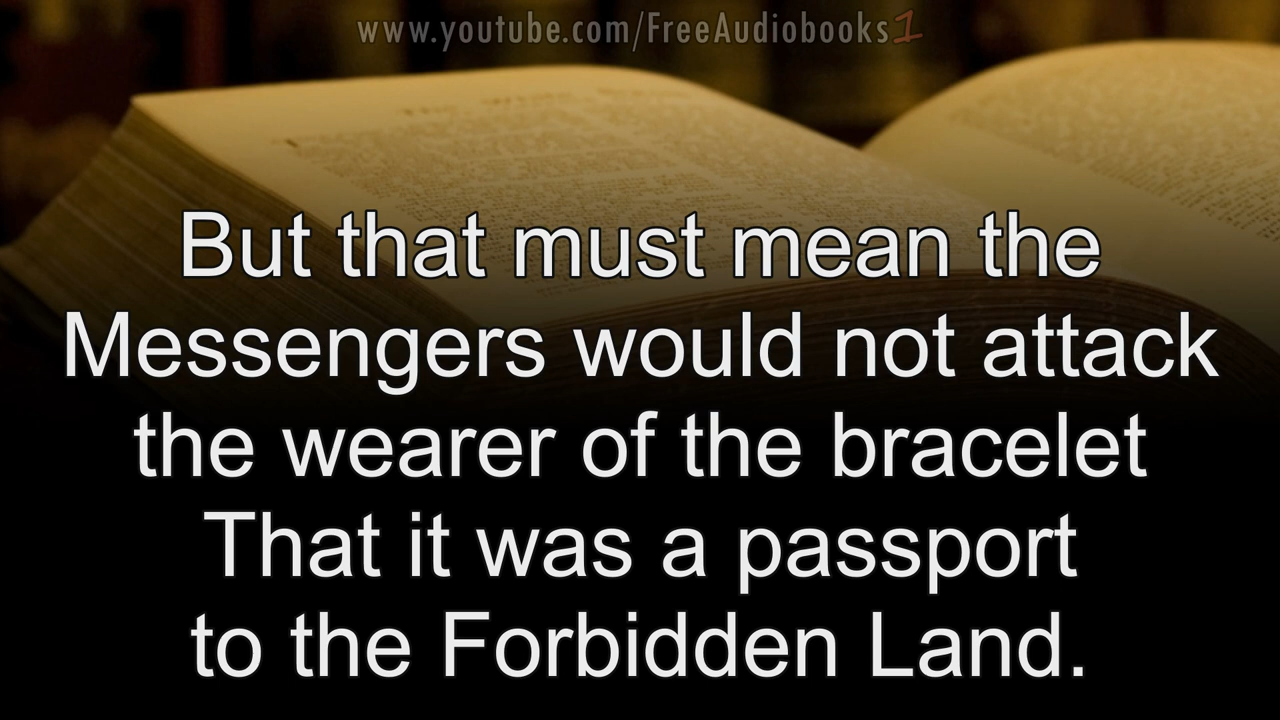 www.youtube.com/FreeAudiobooks1
But that must mean the
Messengers would not attack
the wearer of the bracelet
That it was a passport
to the Forbidden Land.